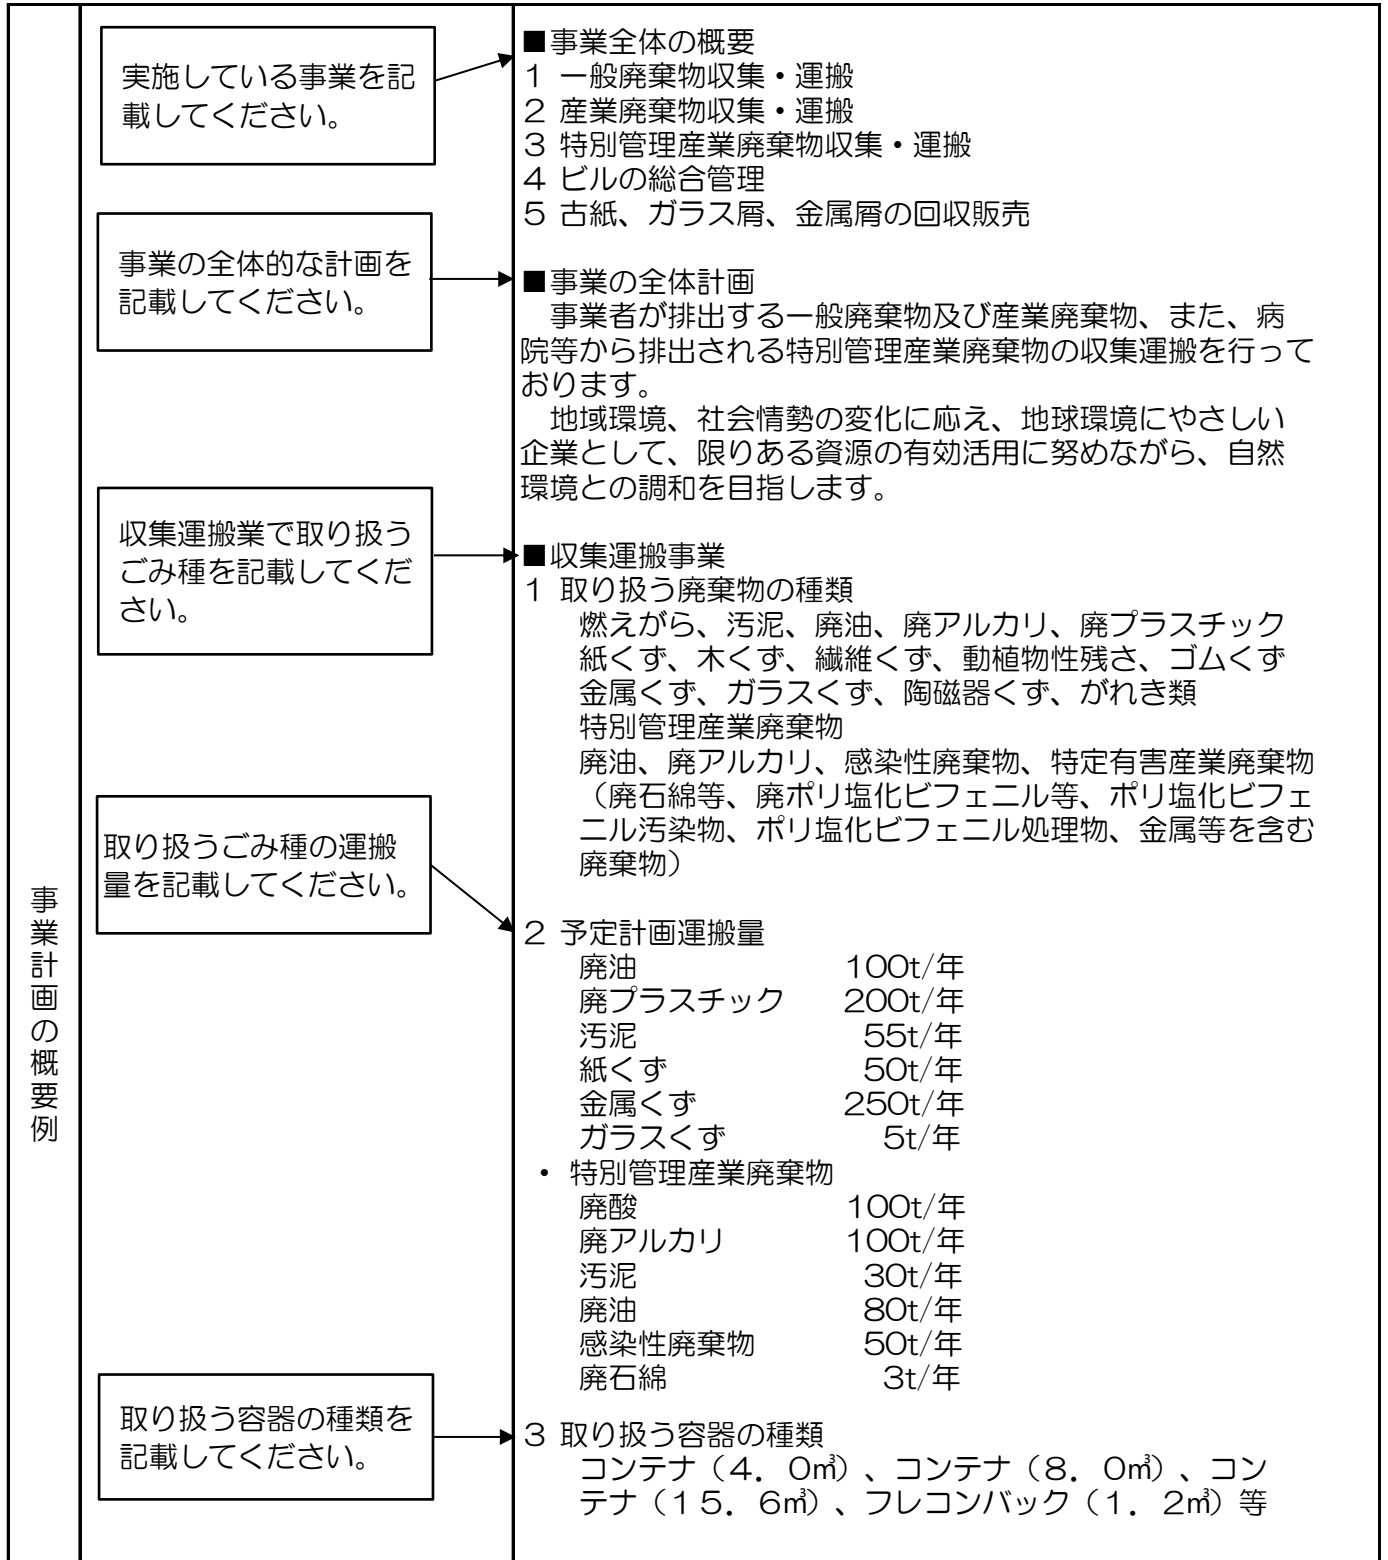 事業計画の概要例
実施している事業を記
載してください。
■事業全体の概要
１ 一般廃棄物収集・運搬
２ 産業廃棄物収集・運搬
３ 特別管理産業廃棄物収集・運搬
４ ビルの総合管理
５ 古紙、ガラス屑、金属屑の回収販売
事業の全体的な計画を
記載してください。
■事業の全体計画
　事業者が排出する一般廃棄物及び産業廃棄物、また、病
院等から排出される特別管理産業廃棄物の収集運搬を行って
おります。
　地域環境、社会情勢の変化に応え、地球環境にやさしい
企業として、限りある資源の有効活用に努めながら、自然
環境との調和を目指します。
収集運搬業で取り扱う
ごみ種を記載してくだ
さい。
■収集運搬事業
１ 取り扱う廃棄物の種類
燃えがら、汚泥、廃油、廃アルカリ、廃プラスチック
紙くず、木くず、繊維くず、動植物性残さ、ゴムくず
金属くず、ガラスくず、陶磁器くず、がれき類
特別管理産業廃棄物
廃油、廃アルカリ、感染性廃棄物、特定有害産業廃棄物
（廃石綿等、廃ポリ塩化ビフェニル等、ポリ塩化ビフェ
ニル汚染物、ポリ塩化ビフェニル処理物、金属等を含む
廃棄物）
取り扱うごみ種の運搬
量を記載してください。
２ 予定計画運搬量
廃油 １００t/年
廃プラスチック ２００t/年
汚泥 ５５t/年
紙くず ５０t/年
金属くず ２５０t/年
ガラスくず ５t/年
・ 特別管理産業廃棄物
廃酸 １００t/年
廃アルカリ １００t/年
汚泥 ３０t/年
廃油 ８０t/年
感染性廃棄物 ５０t/年
廃石綿 ３t/年
取り扱う容器の種類を
記載してください。
３ 取り扱う容器の種類
コンテナ（４．０㎥）、コンテナ（８．０㎥）、コン
テナ（１５．６㎥）、フレコンバック（１．２㎥）等